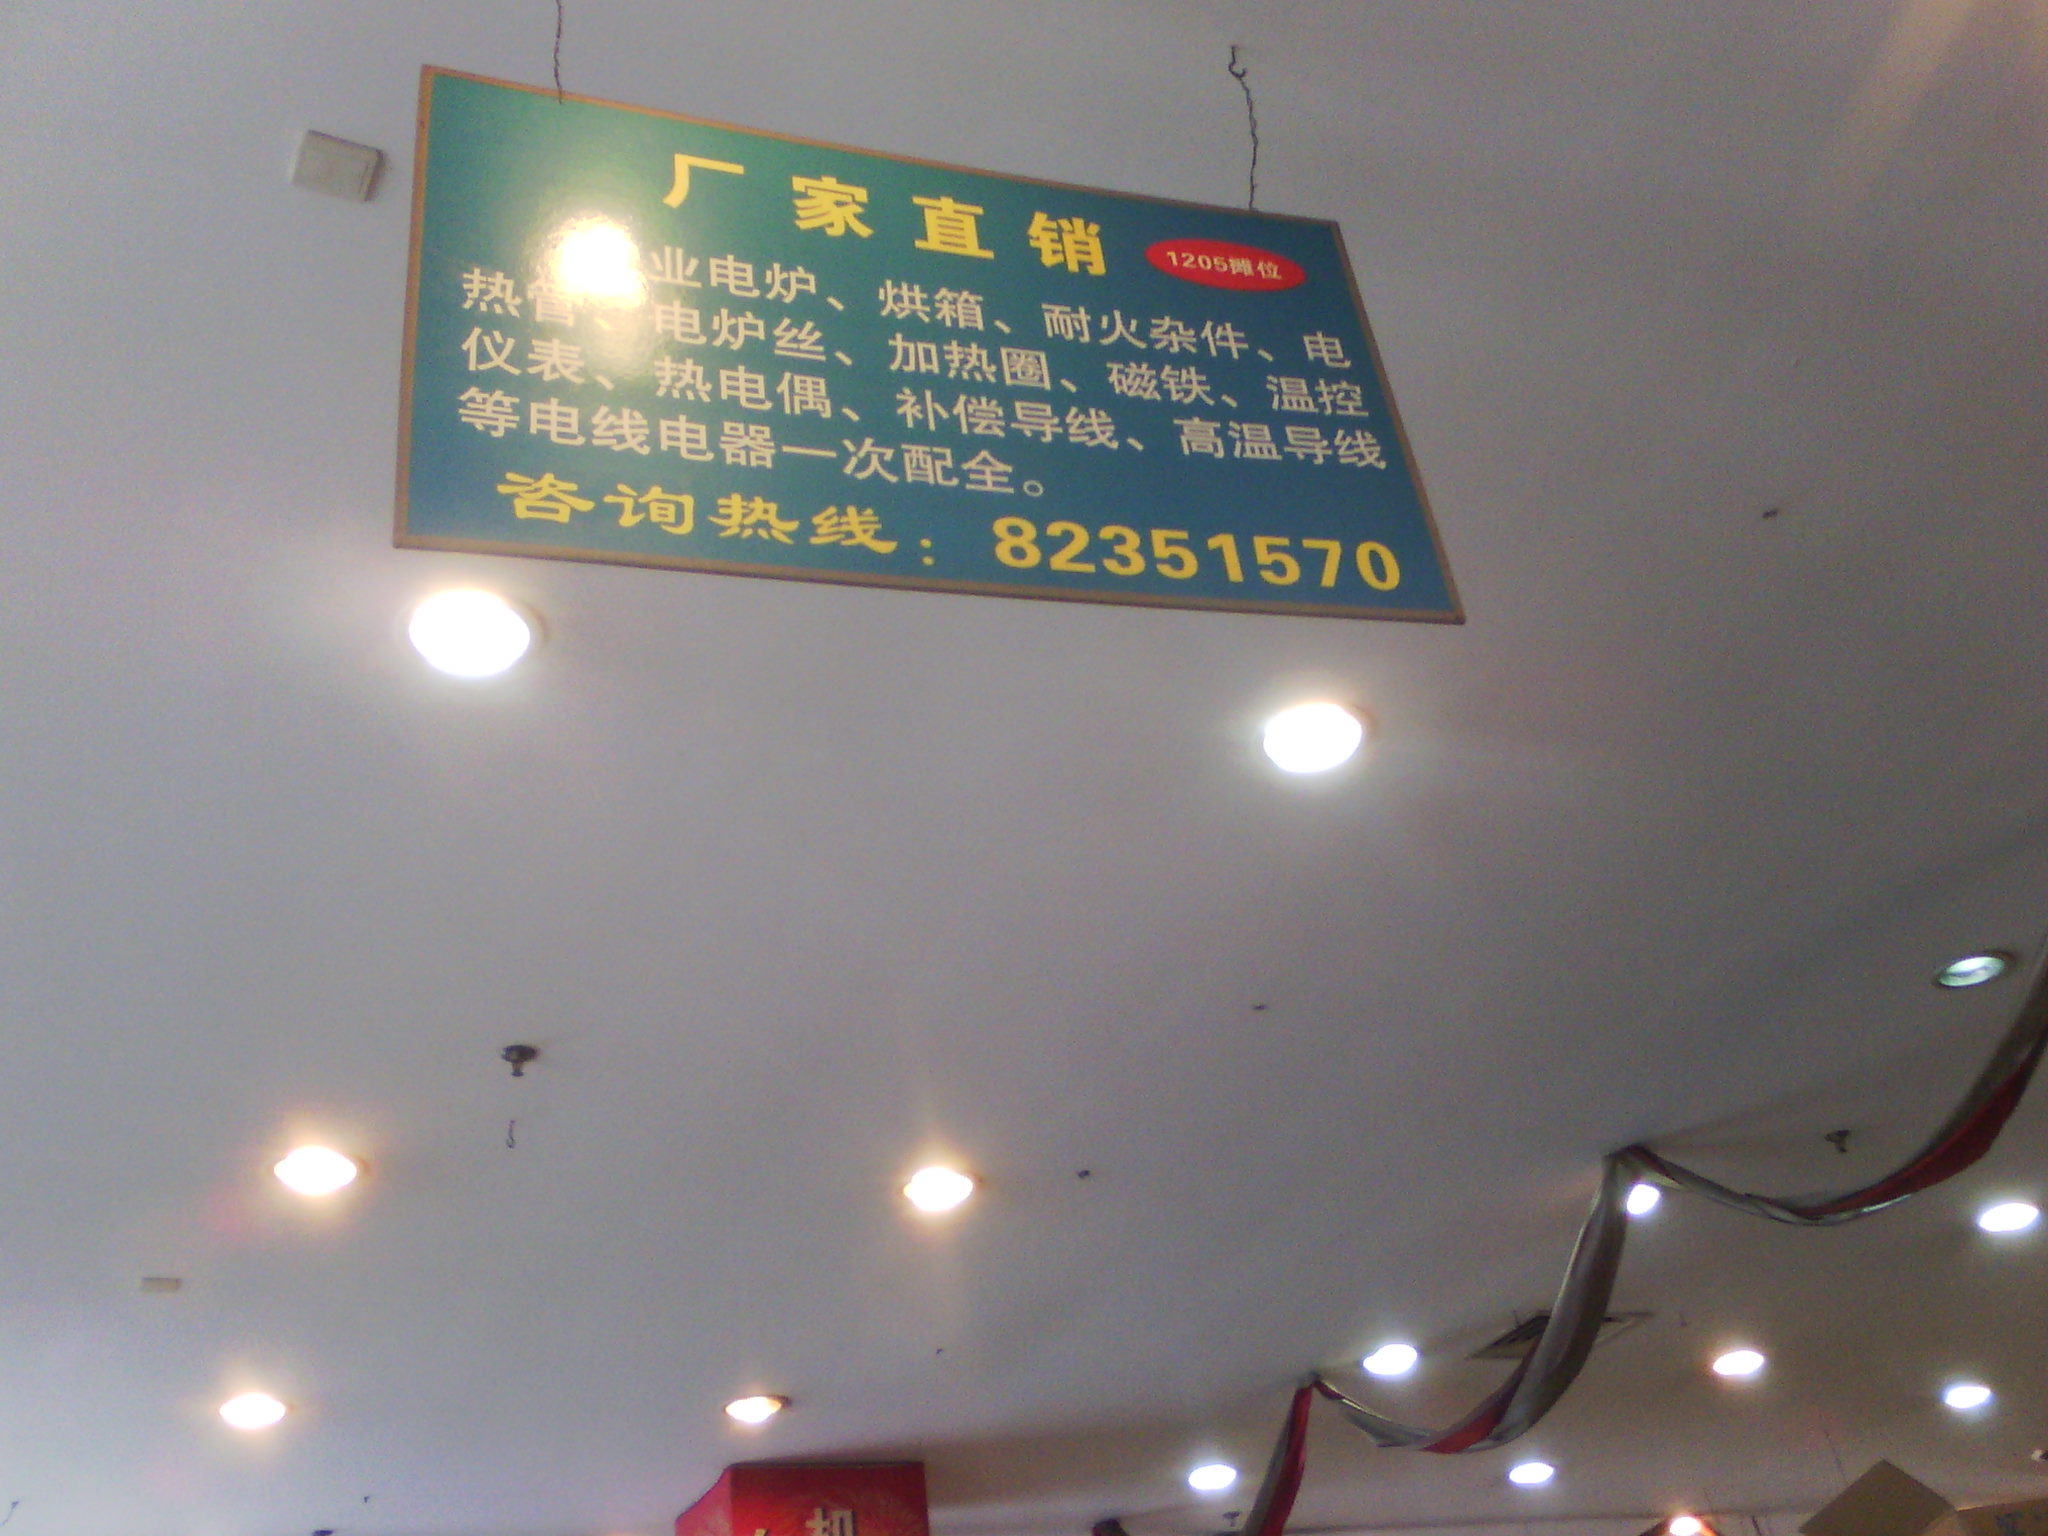 厂家直销
1205摊位
业电炉、烘箱、耐火杂件、电
热管、电炉丝、加热圈、磁铁、温控
仪表、热电偶、补偿导线、高温导线
等电线电器一次配全。
咨询热线：82351570
机